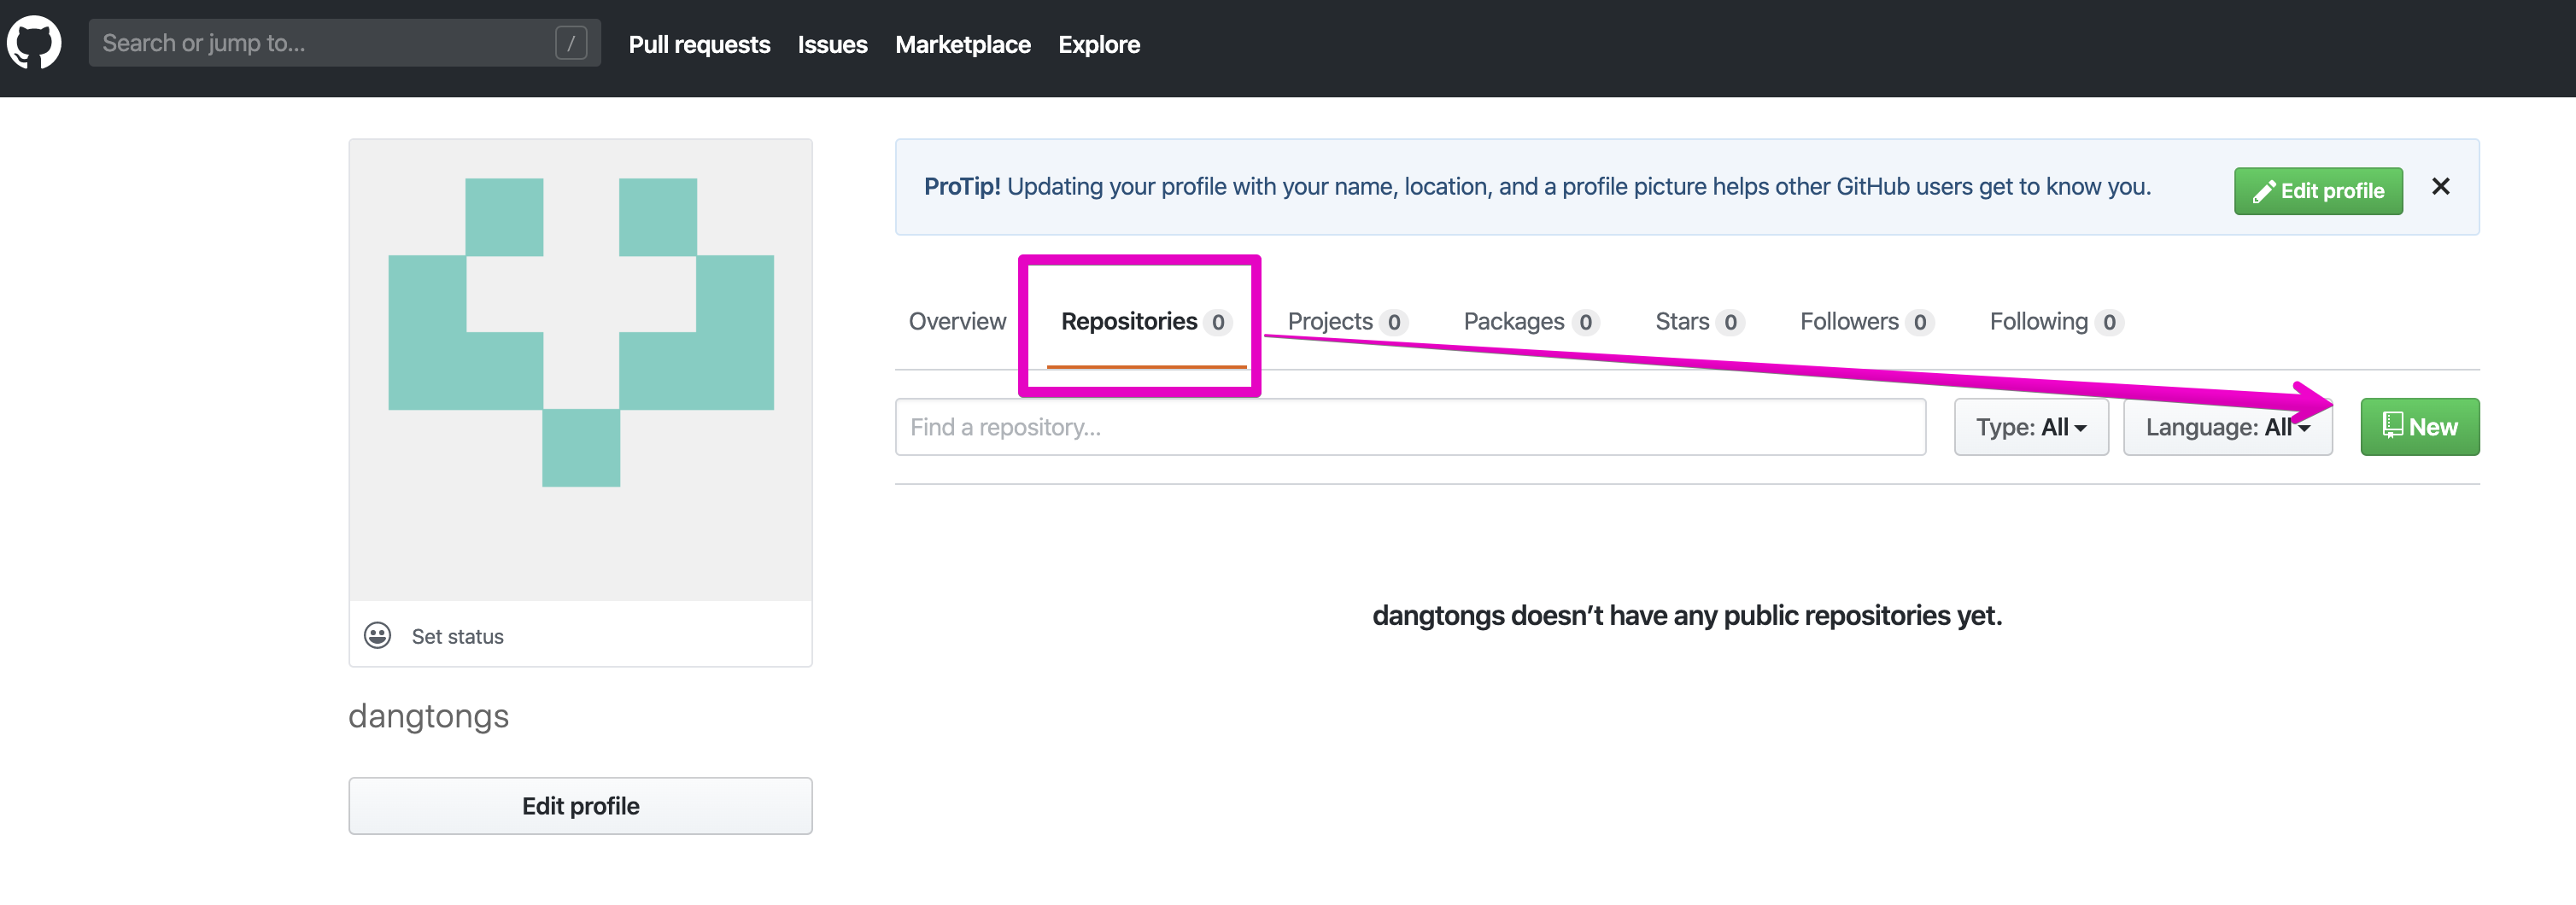 Search or jump to... / Pull requests Issues Marketplace Explore
ProTip! Updating your profile with your name, location, and a profile picture helps other GitHub users get to know you. Edit profile
Overview Repositories 0 Projects 0 Packages 0 Stars 0 Followers 0 Following 0
Find a repository... Type: All Language: All New
dangtongs doesn’t have any public repositories yet.
Set status
dangtongs
Edit profile